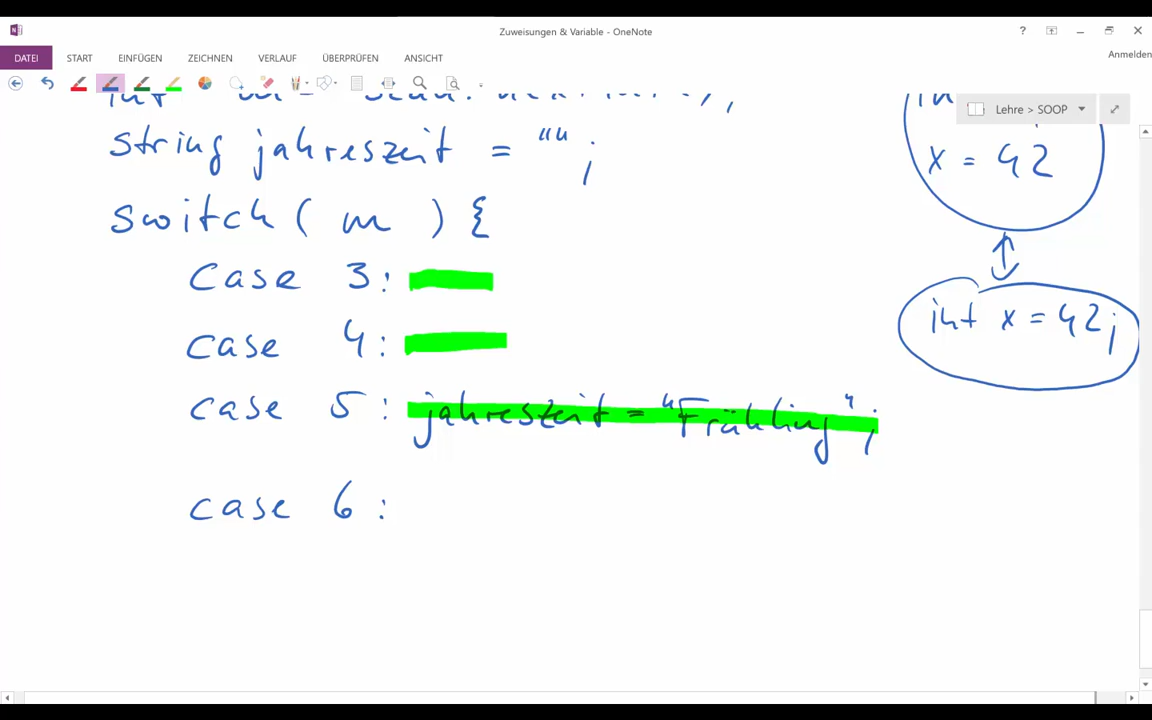 Zuweisungen & Variable - OneNote
?
DATEI START EINFÜGEN ZEICHNEN VERLAUF ÜBERPRÜFEN ANSICHT
Anmelden
Lehre > SOOP
string jahreszeit = "" ;
switch ( m ) {
case 3 :
case 4 :
case 5 : jahreszeit = "Frühling" ;
case 6 :
x = 42
int x = 42 ;